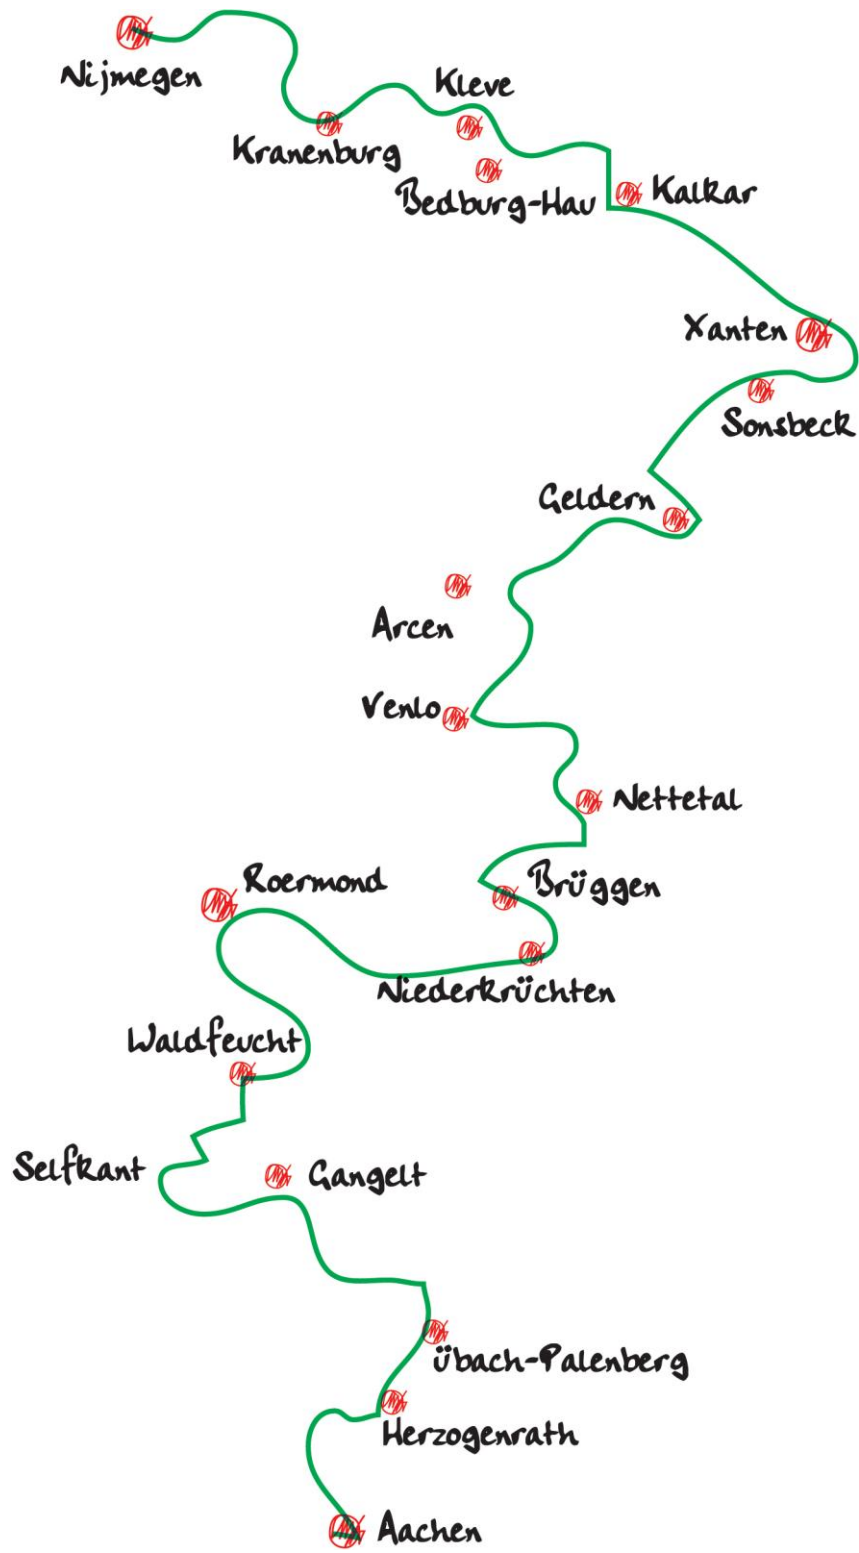 Nijmegen
Kleve
Kranenburg
Bedburg-Hau
Kalkar
Xanten
Sonsbeck
Geldern
Arcen
Venlo
Nettetal
Roermond
Brüggen
Niederkrüchten
Waldfeucht
Selfkant
Gangelt
übach-Palenberg
Herzogenrath
Aachen